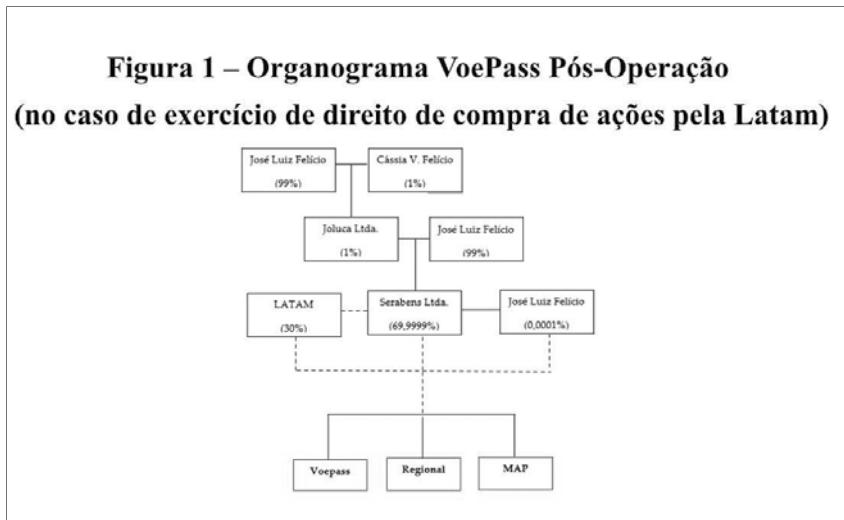 Figura 1 – Organograma VoePass Pós-Operação
(no caso de exercício de direito de compra de ações pela Latam)
José Luiz Felício
(99%)
Cássia V. Felício
(1%)
Joluca Ltda.
(1%)
José Luiz Felício
(99%)
LATAM
(30%)
Serabens Ltda.
(69,9999%)
José Luiz Felício
(0,0001%)
Voepass
Regional
MAP